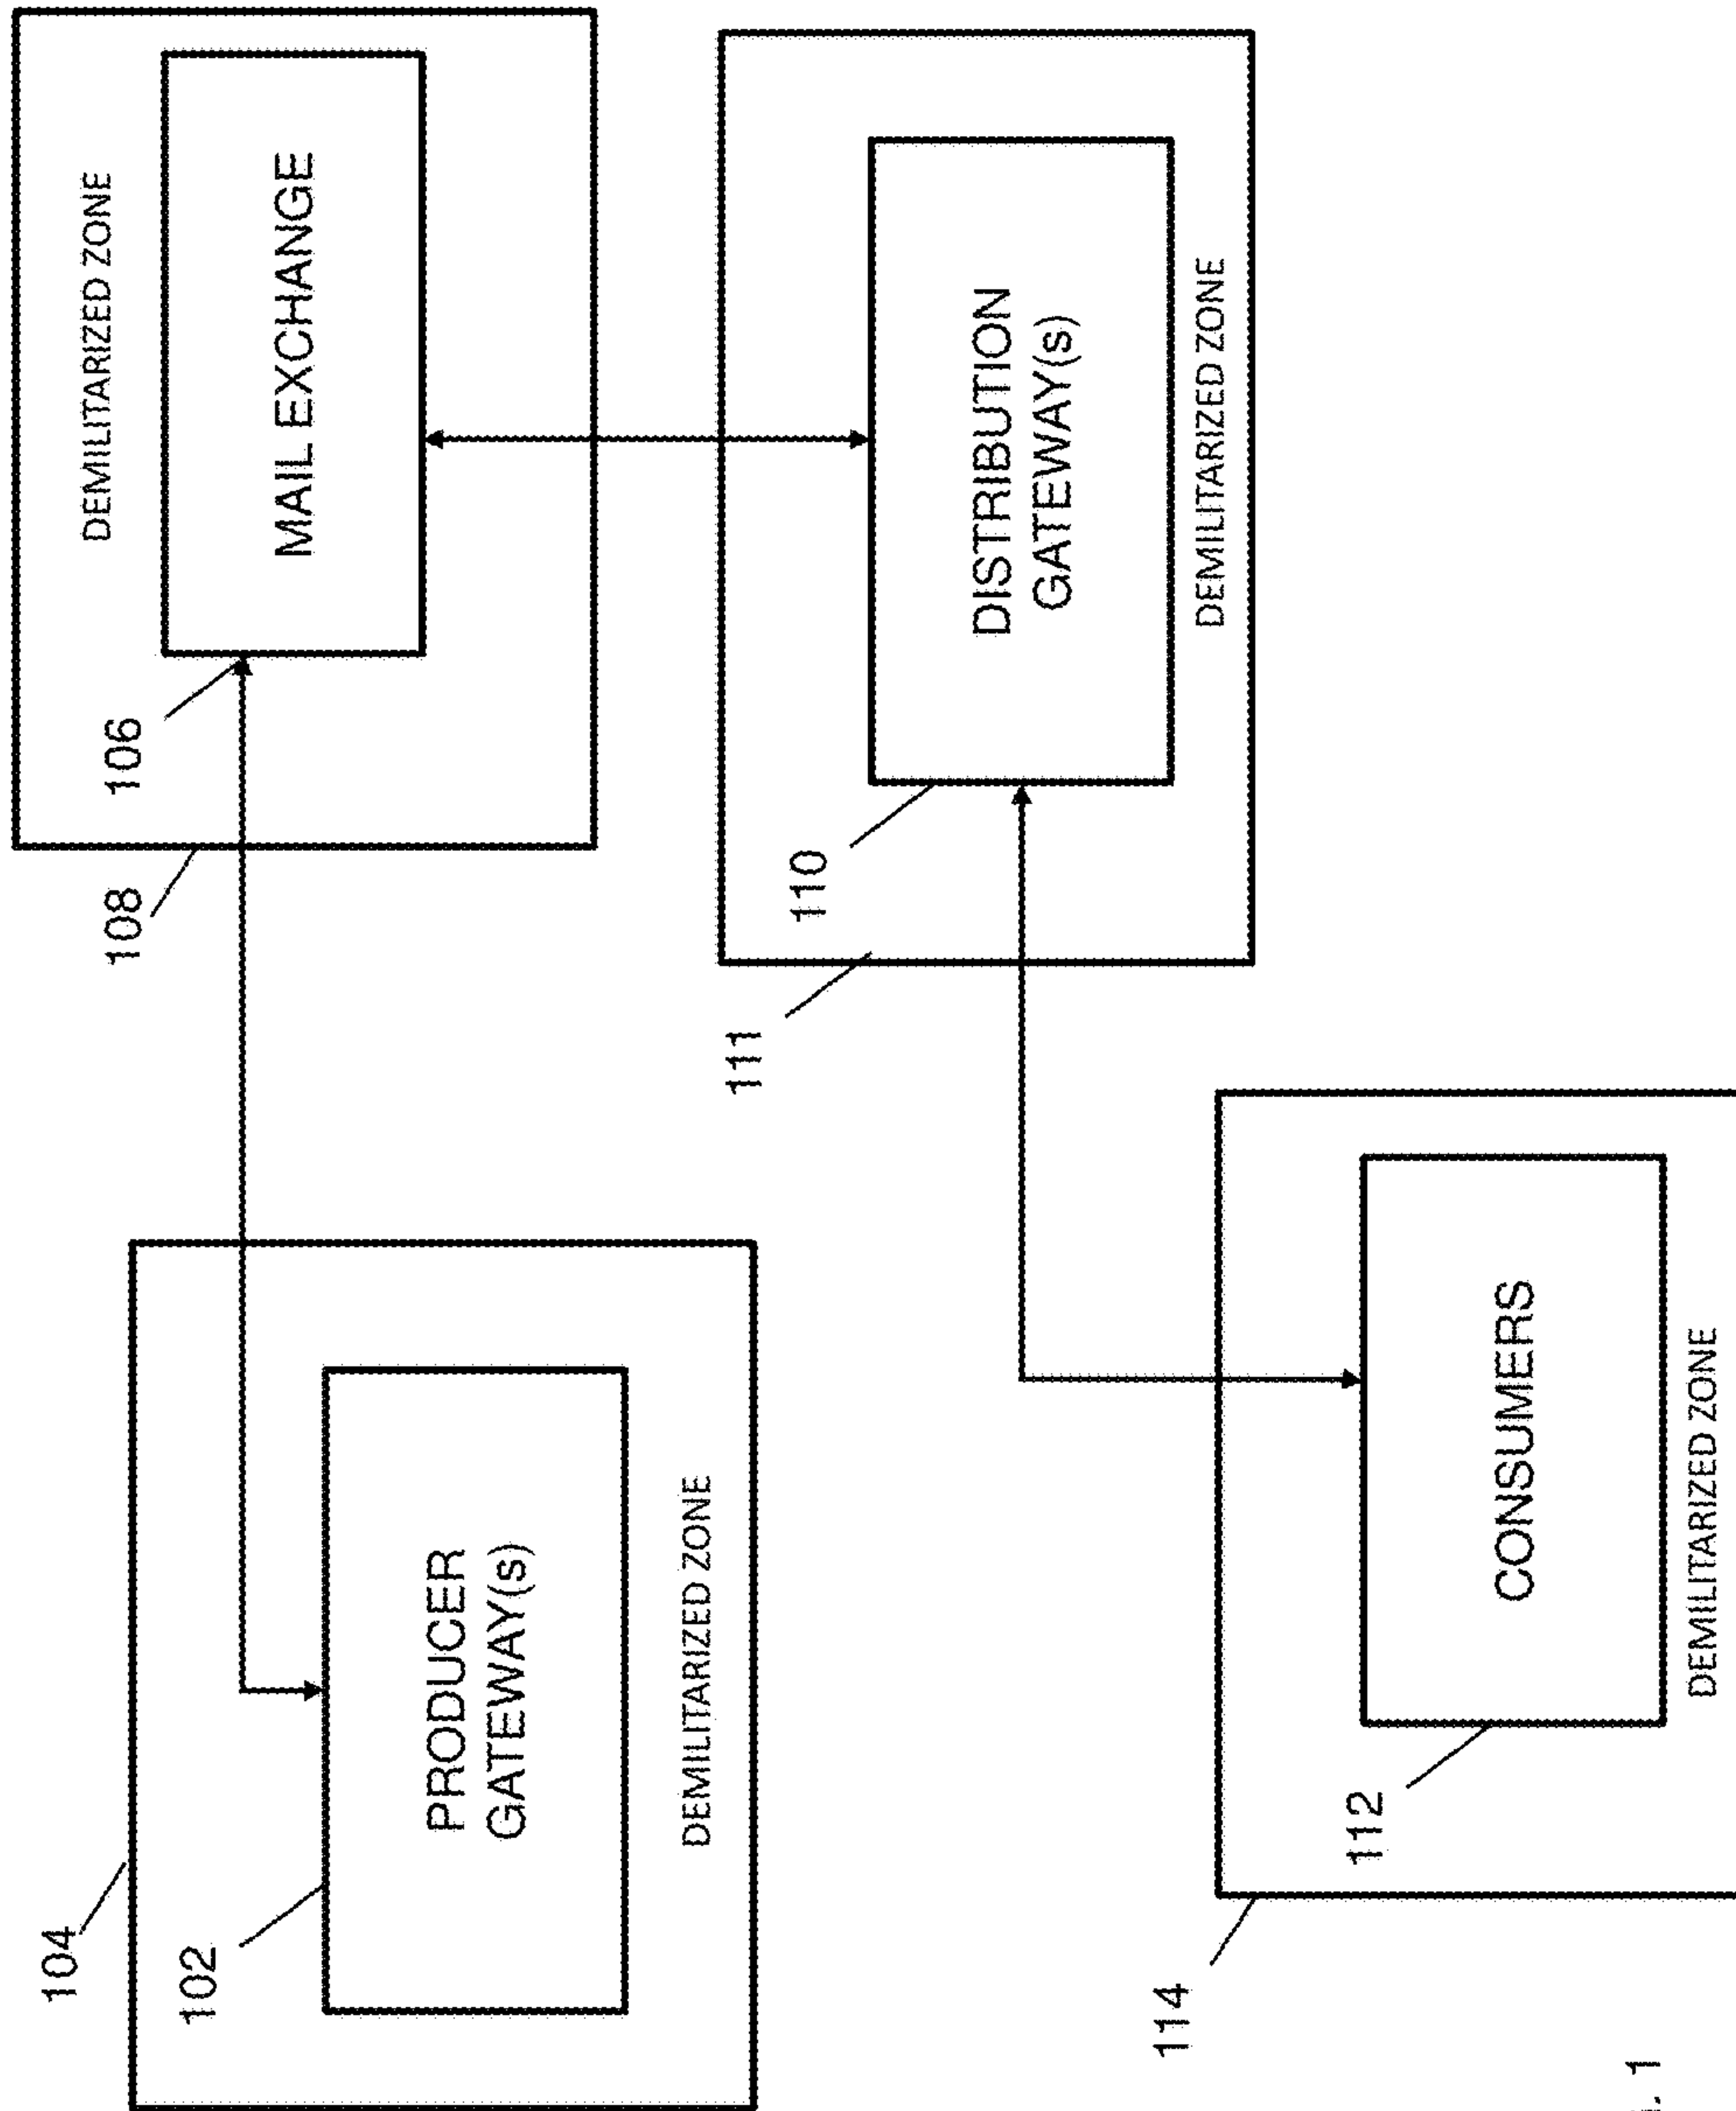 104
DEMILITARIZED ZONE
108
106
102
MAIL EXCHANGE
PRODUCER
GATEWAY(s)
DEMILITARIZED ZONE
111
110
DISTRIBUTION
GATEWAY(s)
DEMILITARIZED ZONE
114
112
CONSUMERS
DEMILITARIZED ZONE
. 1